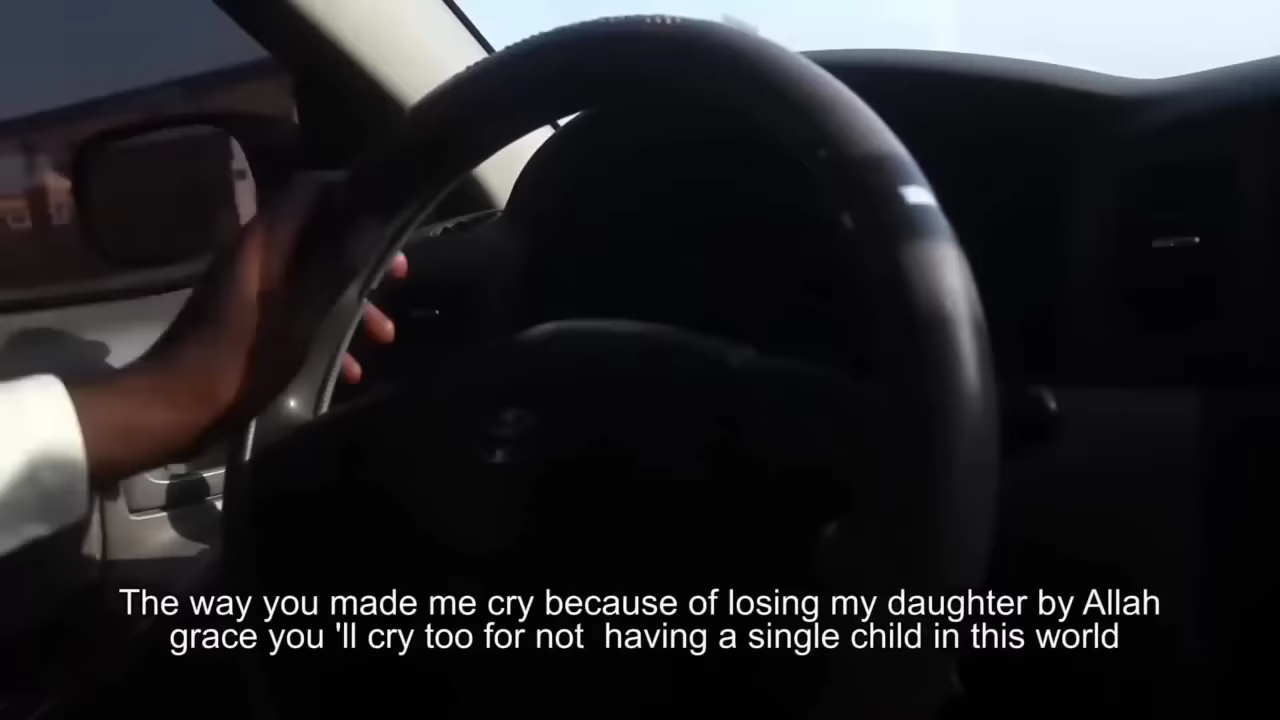 The way you made me cry because of losing my daughter by Allah
grace you 'll cry too for not  having a single child in this world